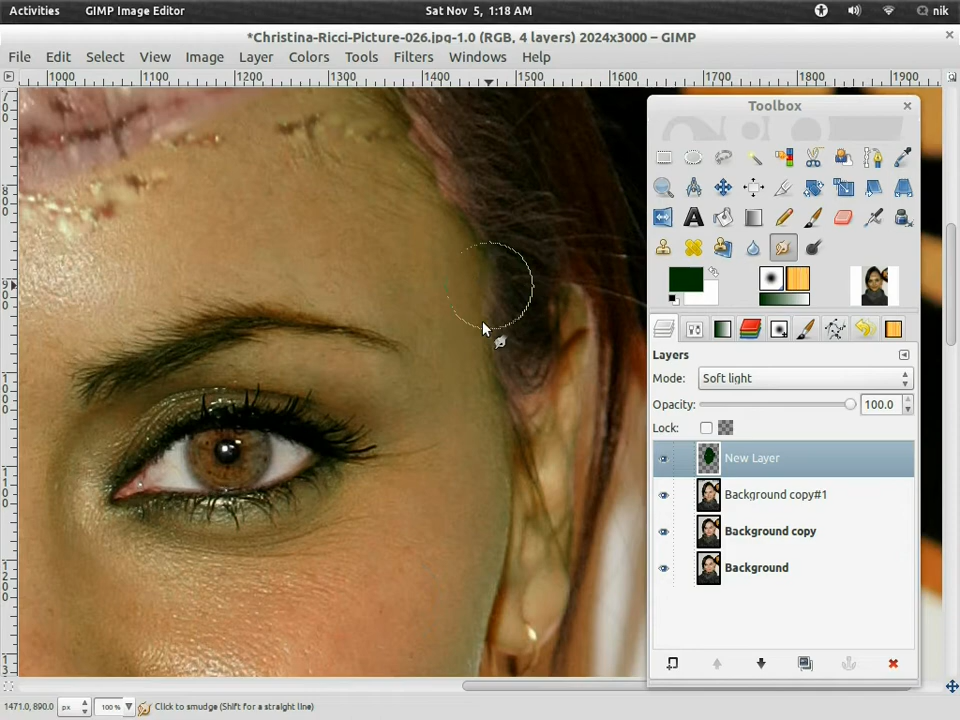 Activities GIMP Image Editor Sat Nov 5, 1:18 AM nik
*Christina-Ricci-Picture-026.jpg-1.0 (RGB, 4 layers) 2024x3000 – GIMP
File Edit Select View Image Layer Colors Tools Filters Windows Help
1000 1100 1200 1300 1400 1500 1600 1700 1800 1900
Toolbox
Layers
Mode: Soft light
Opacity: 100.0
Lock:
New Layer
Background copy#1
Background copy
Background
1471.0, 890.0 px 100 % Click to smudge (Shift for a straight line)